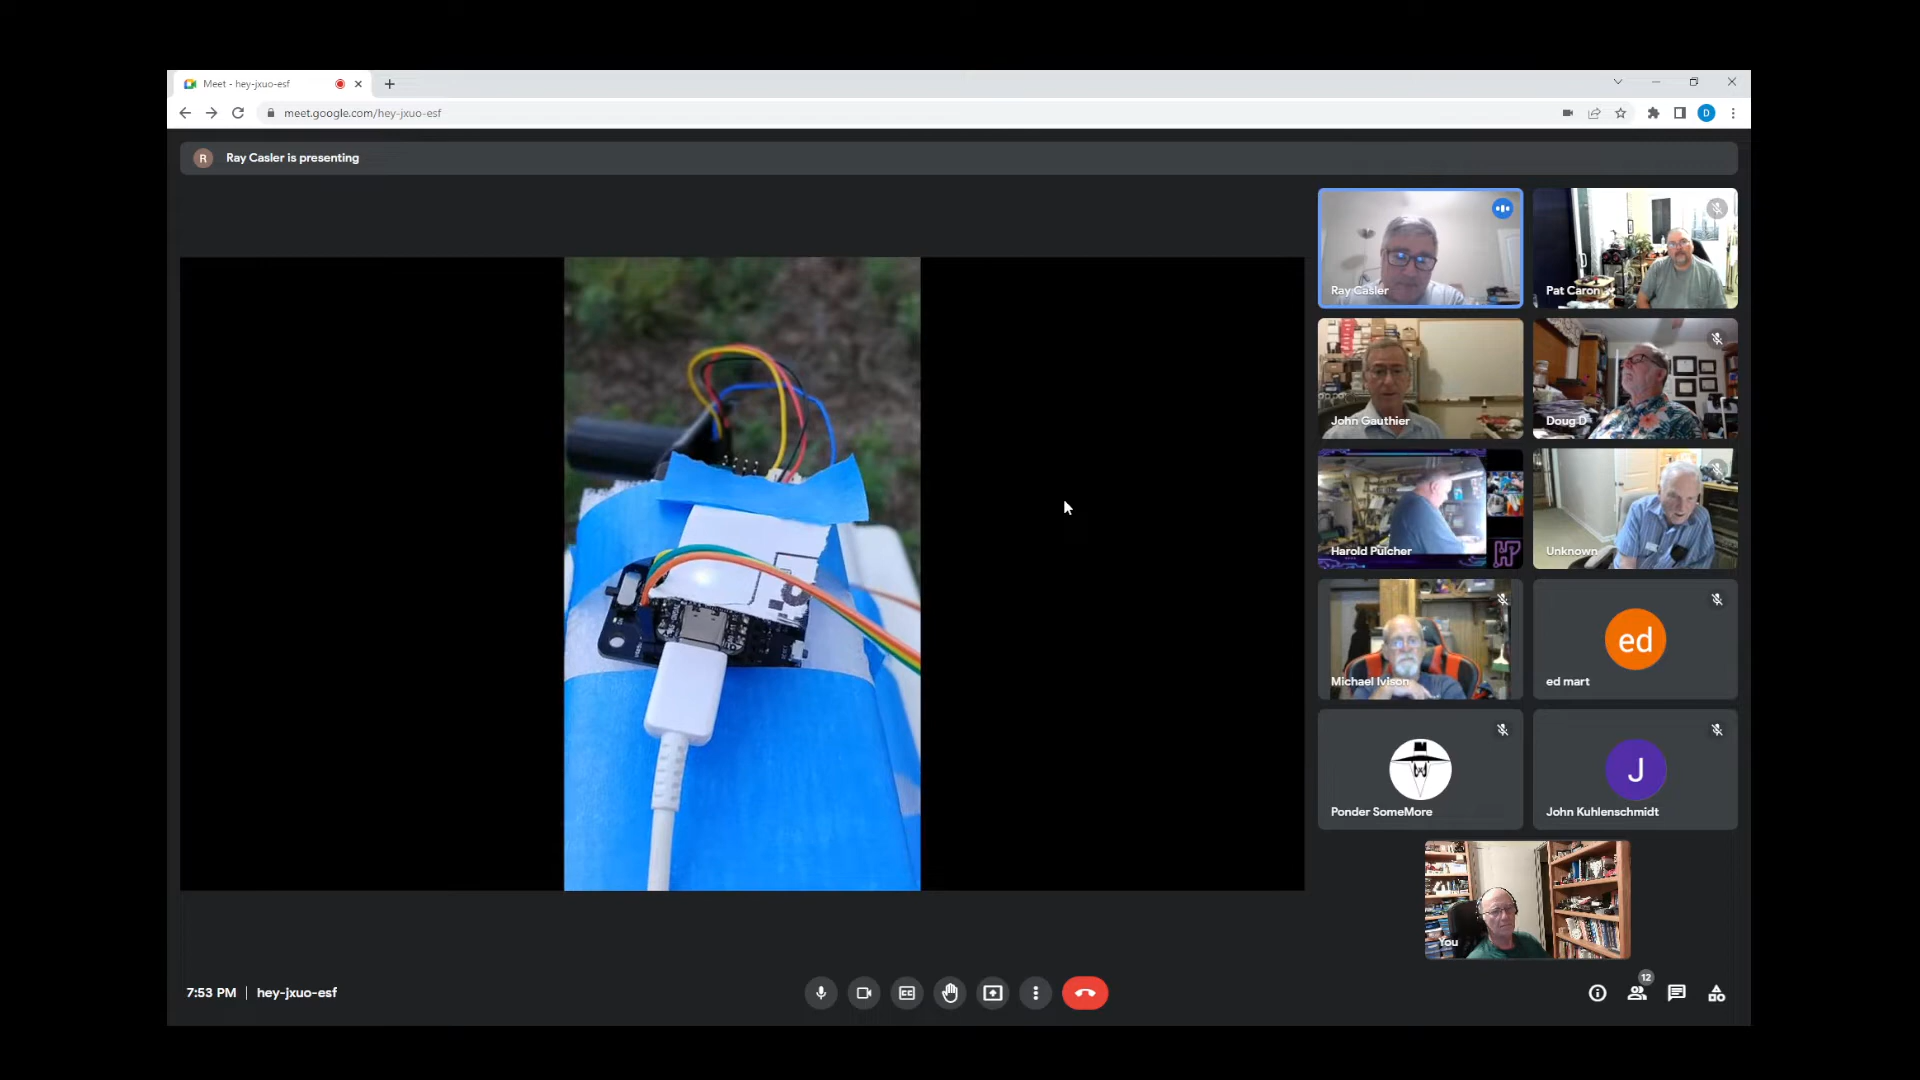 Meet - hey-jxuo-esf
meet.google.com/hey-jxuo-esf
D
R
Ray Casler is presenting
Ray Casler
Pat Caron
John Gauthier
Doug D
Harold Pulcher
HP
Unknown
Michael Ivison
ed
ed mart
Ponder SomeMore
J
John Kuhlenschmidt
You
7:53 PM
hey-jxuo-esf
CC
12